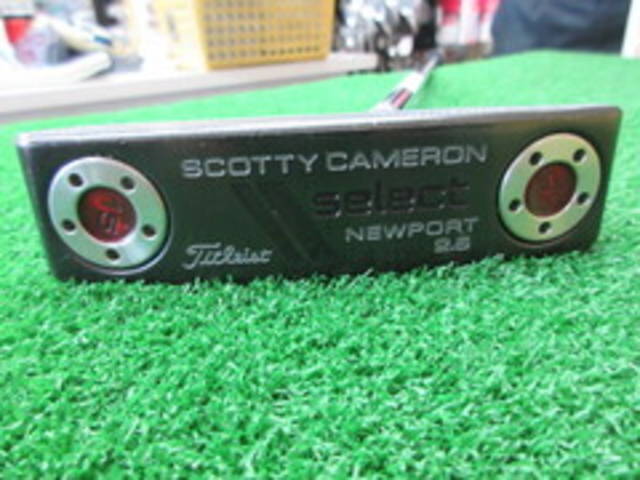 SCOTTY CAMERON
select
NEWPORT
2.6
Titleist